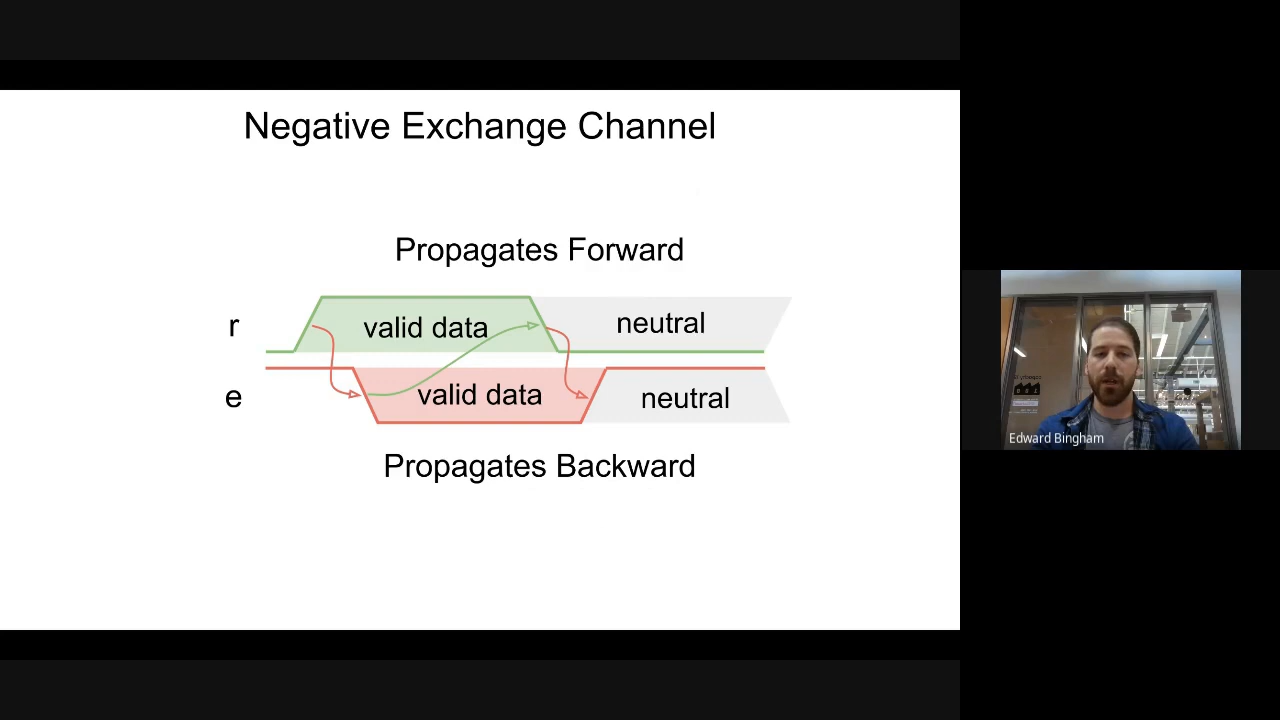 Negative Exchange Channel
Propagates Forward
r
valid data
neutral
e
valid data
neutral
Propagates Backward
Edward Bingham